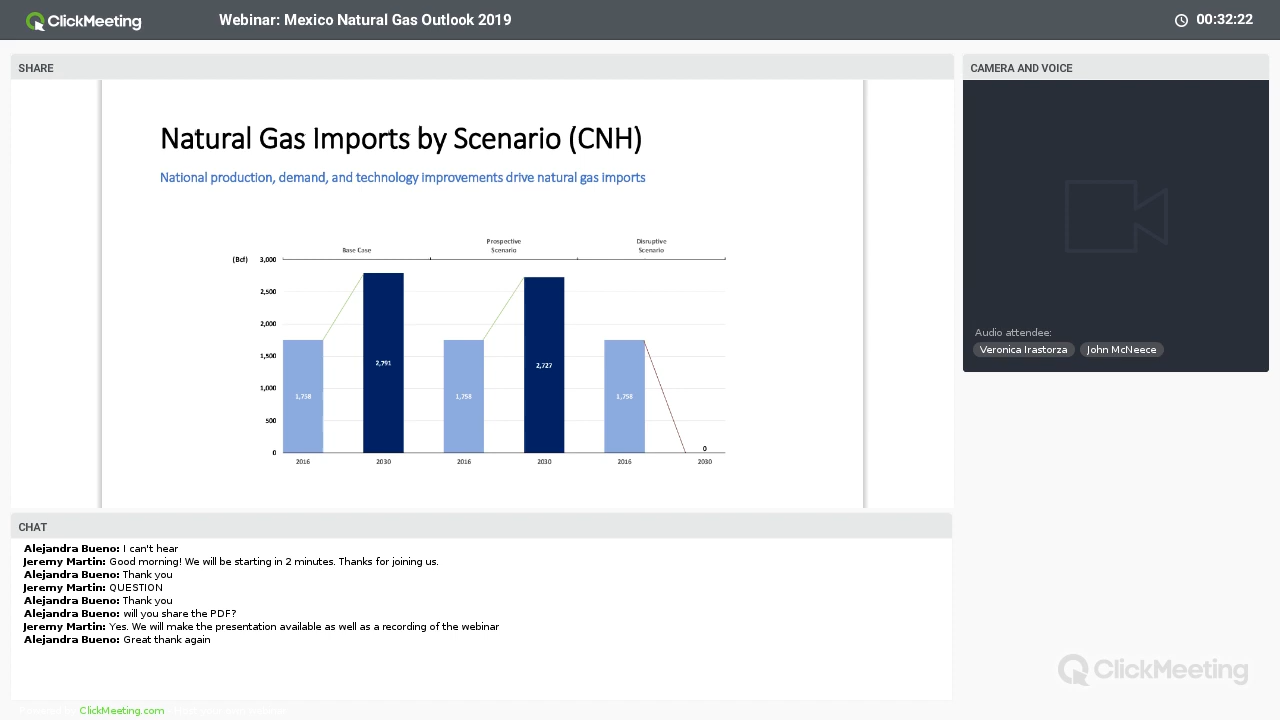 ClickMeeting
Webinar: Mexico Natural Gas Outlook 2019
00:32:22
SHARE
Natural Gas Imports by Scenario (CNH)
National production, demand, and technology improvements drive natural gas imports
Base Case
Prospective
Scenario
Disruptive
Scenario
(Bcf)
3,000
2,500
2,000
1,500
1,000
500
0
1,758
2,791
1,758
2,727
1,758
0
2016
2030
2016
2030
2016
2030
CAMERA AND VOICE
Audio attendee:
Veronica Irastorza
John McNeece
CHAT
Alejandra Bueno: I can't hear
Jeremy Martin: Good morning! We will be starting in 2 minutes. Thanks for joining us.
Alejandra Bueno: Thank you
Jeremy Martin: QUESTION
Alejandra Bueno: Thank you
Alejandra Bueno: will you share the PDF?
Jeremy Martin: Yes. We will make the presentation available as well as a recording of the webinar
Alejandra Bueno: Great thank again
ClickMeeting
ClickMeeting.com